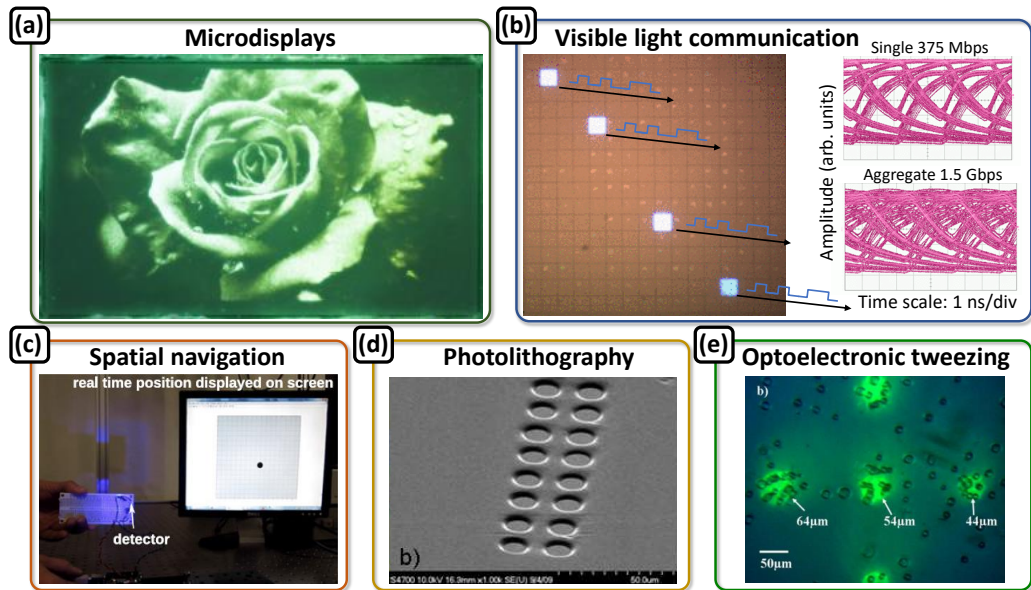 (a)
Microdisplays
(b)
Visible light communication
Single 375 Mbps
Amplitude (arb. units)
Aggregate 1.5 Gbps
Time scale: 1 ns/div
(c)
Spatial navigation
real time position displayed on screen
detector
(d)
Photolithography
b)
S4700 10.0kV 16.3mm x1.00k SE(U) 9/4/09
50.0um
(e)
Optoelectronic tweezing
b)
64μm
54μm
44μm
50μm